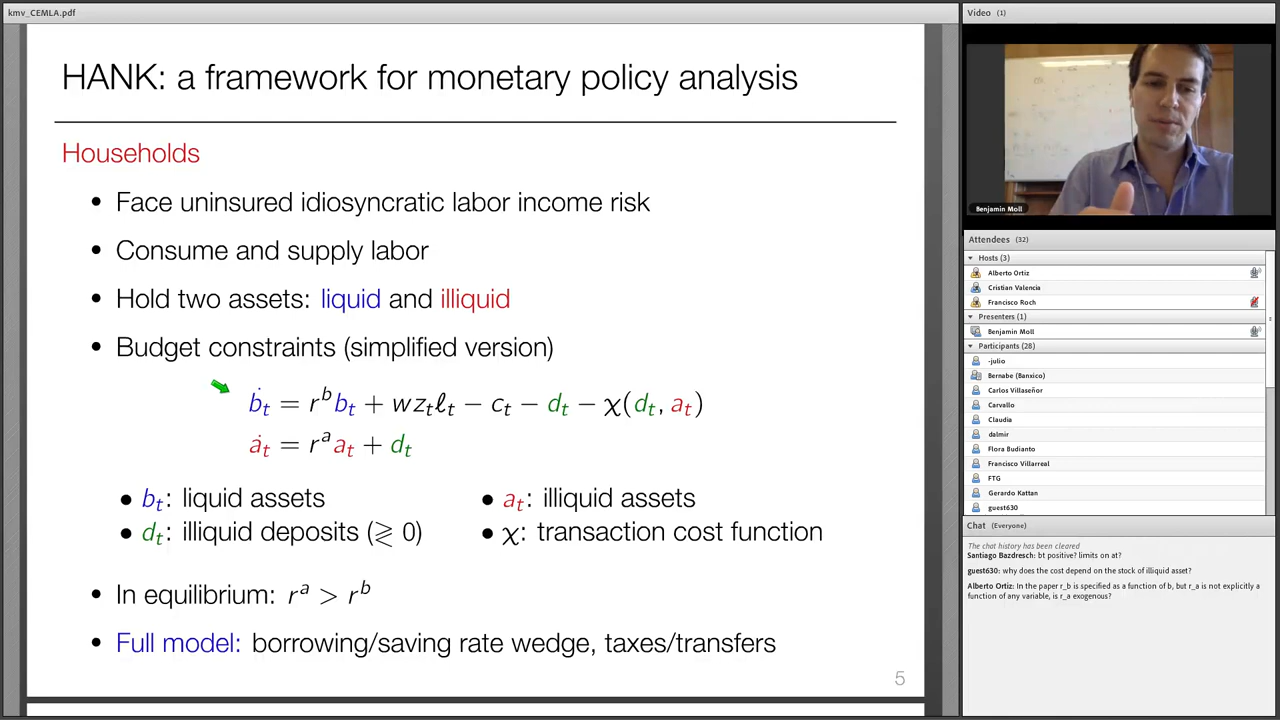 kmv_CEMLA.pdf
HANK: a framework for monetary policy analysis
Households
• Face uninsured idiosyncratic labor income risk
• Consume and supply labor
• Hold two assets: liquid and illiquid
• Budget constraints (simplified version)
ḃₜ = rᵇbₜ + wzₜℓₜ − cₜ − dₜ − χ(dₜ, aₜ)
ȧₜ = rᵃaₜ + dₜ
• bₜ: liquid assets
• aₜ: illiquid assets
• dₜ: illiquid deposits (≷ 0)
• χ: transaction cost function
• In equilibrium: rᵃ > rᵇ
• Full model: borrowing/saving rate wedge, taxes/transfers
5
Video (1)
Benjamin Moll
Attendees (32)
Hosts (3)
Alberto Ortiz
Cristian Valencia
Francisco Roch
Presenters (1)
Benjamin Moll
Participants (28)
-julio
Bernabe (Banxico)
Carlos Villaseñor
Carvallo
Claudia
dalmir
Flora Budianto
Francisco Villarreal
FTG
Gerardo Kattan
guest630
Chat (Everyone)
The chat history has been cleared
Santiago Bazdresch: bt positive? limits on at?
guest630: why does the cost depend on the stock of illiquid asset?
Alberto Ortiz: In the paper r_b is specified as a function of b, but r_a is not explicitly a
function of any variable, is r_a exogenous?